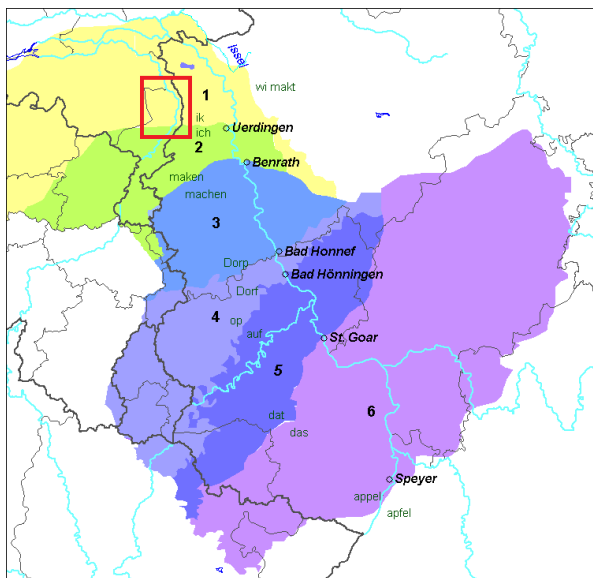 Issel
wi makt
1
ik
ich
Uerdingen
2
Benrath
maken
machen
3
Bad Honnef
Dorp
Bad Hönningen
Dorf
4
op
auf
St. Goar
5
6
dat
das
Speyer
appel
apfel